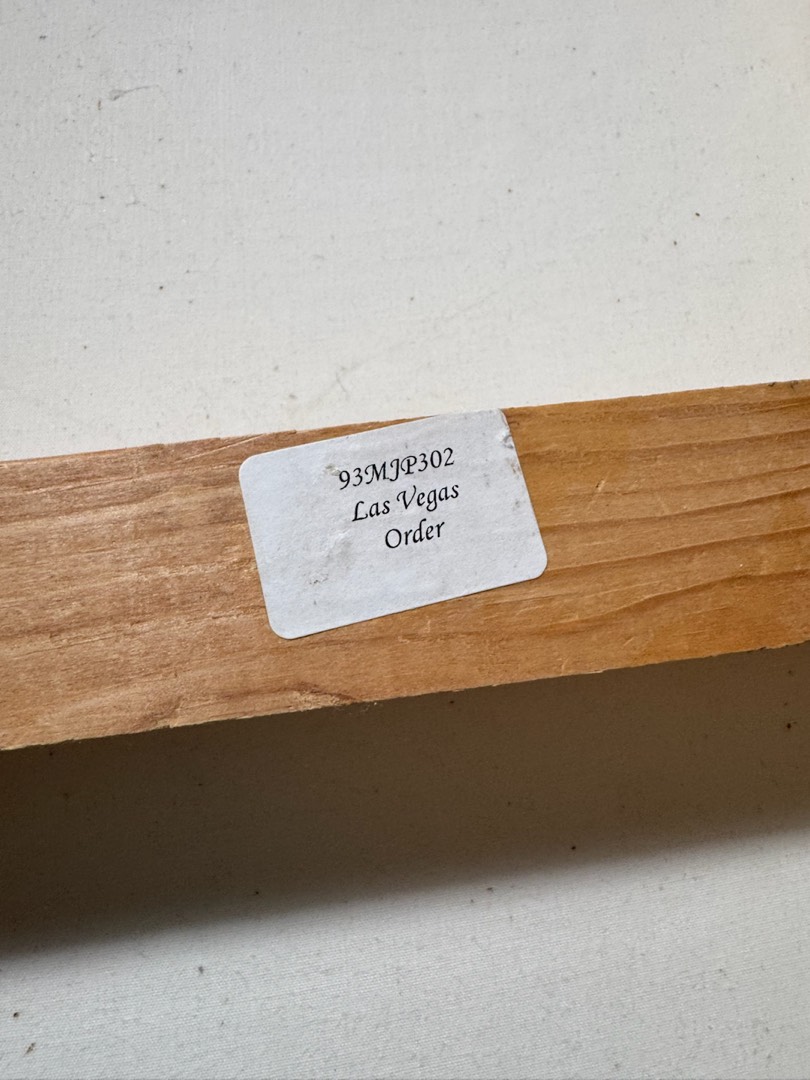 93MJP302
Las Vegas
Order